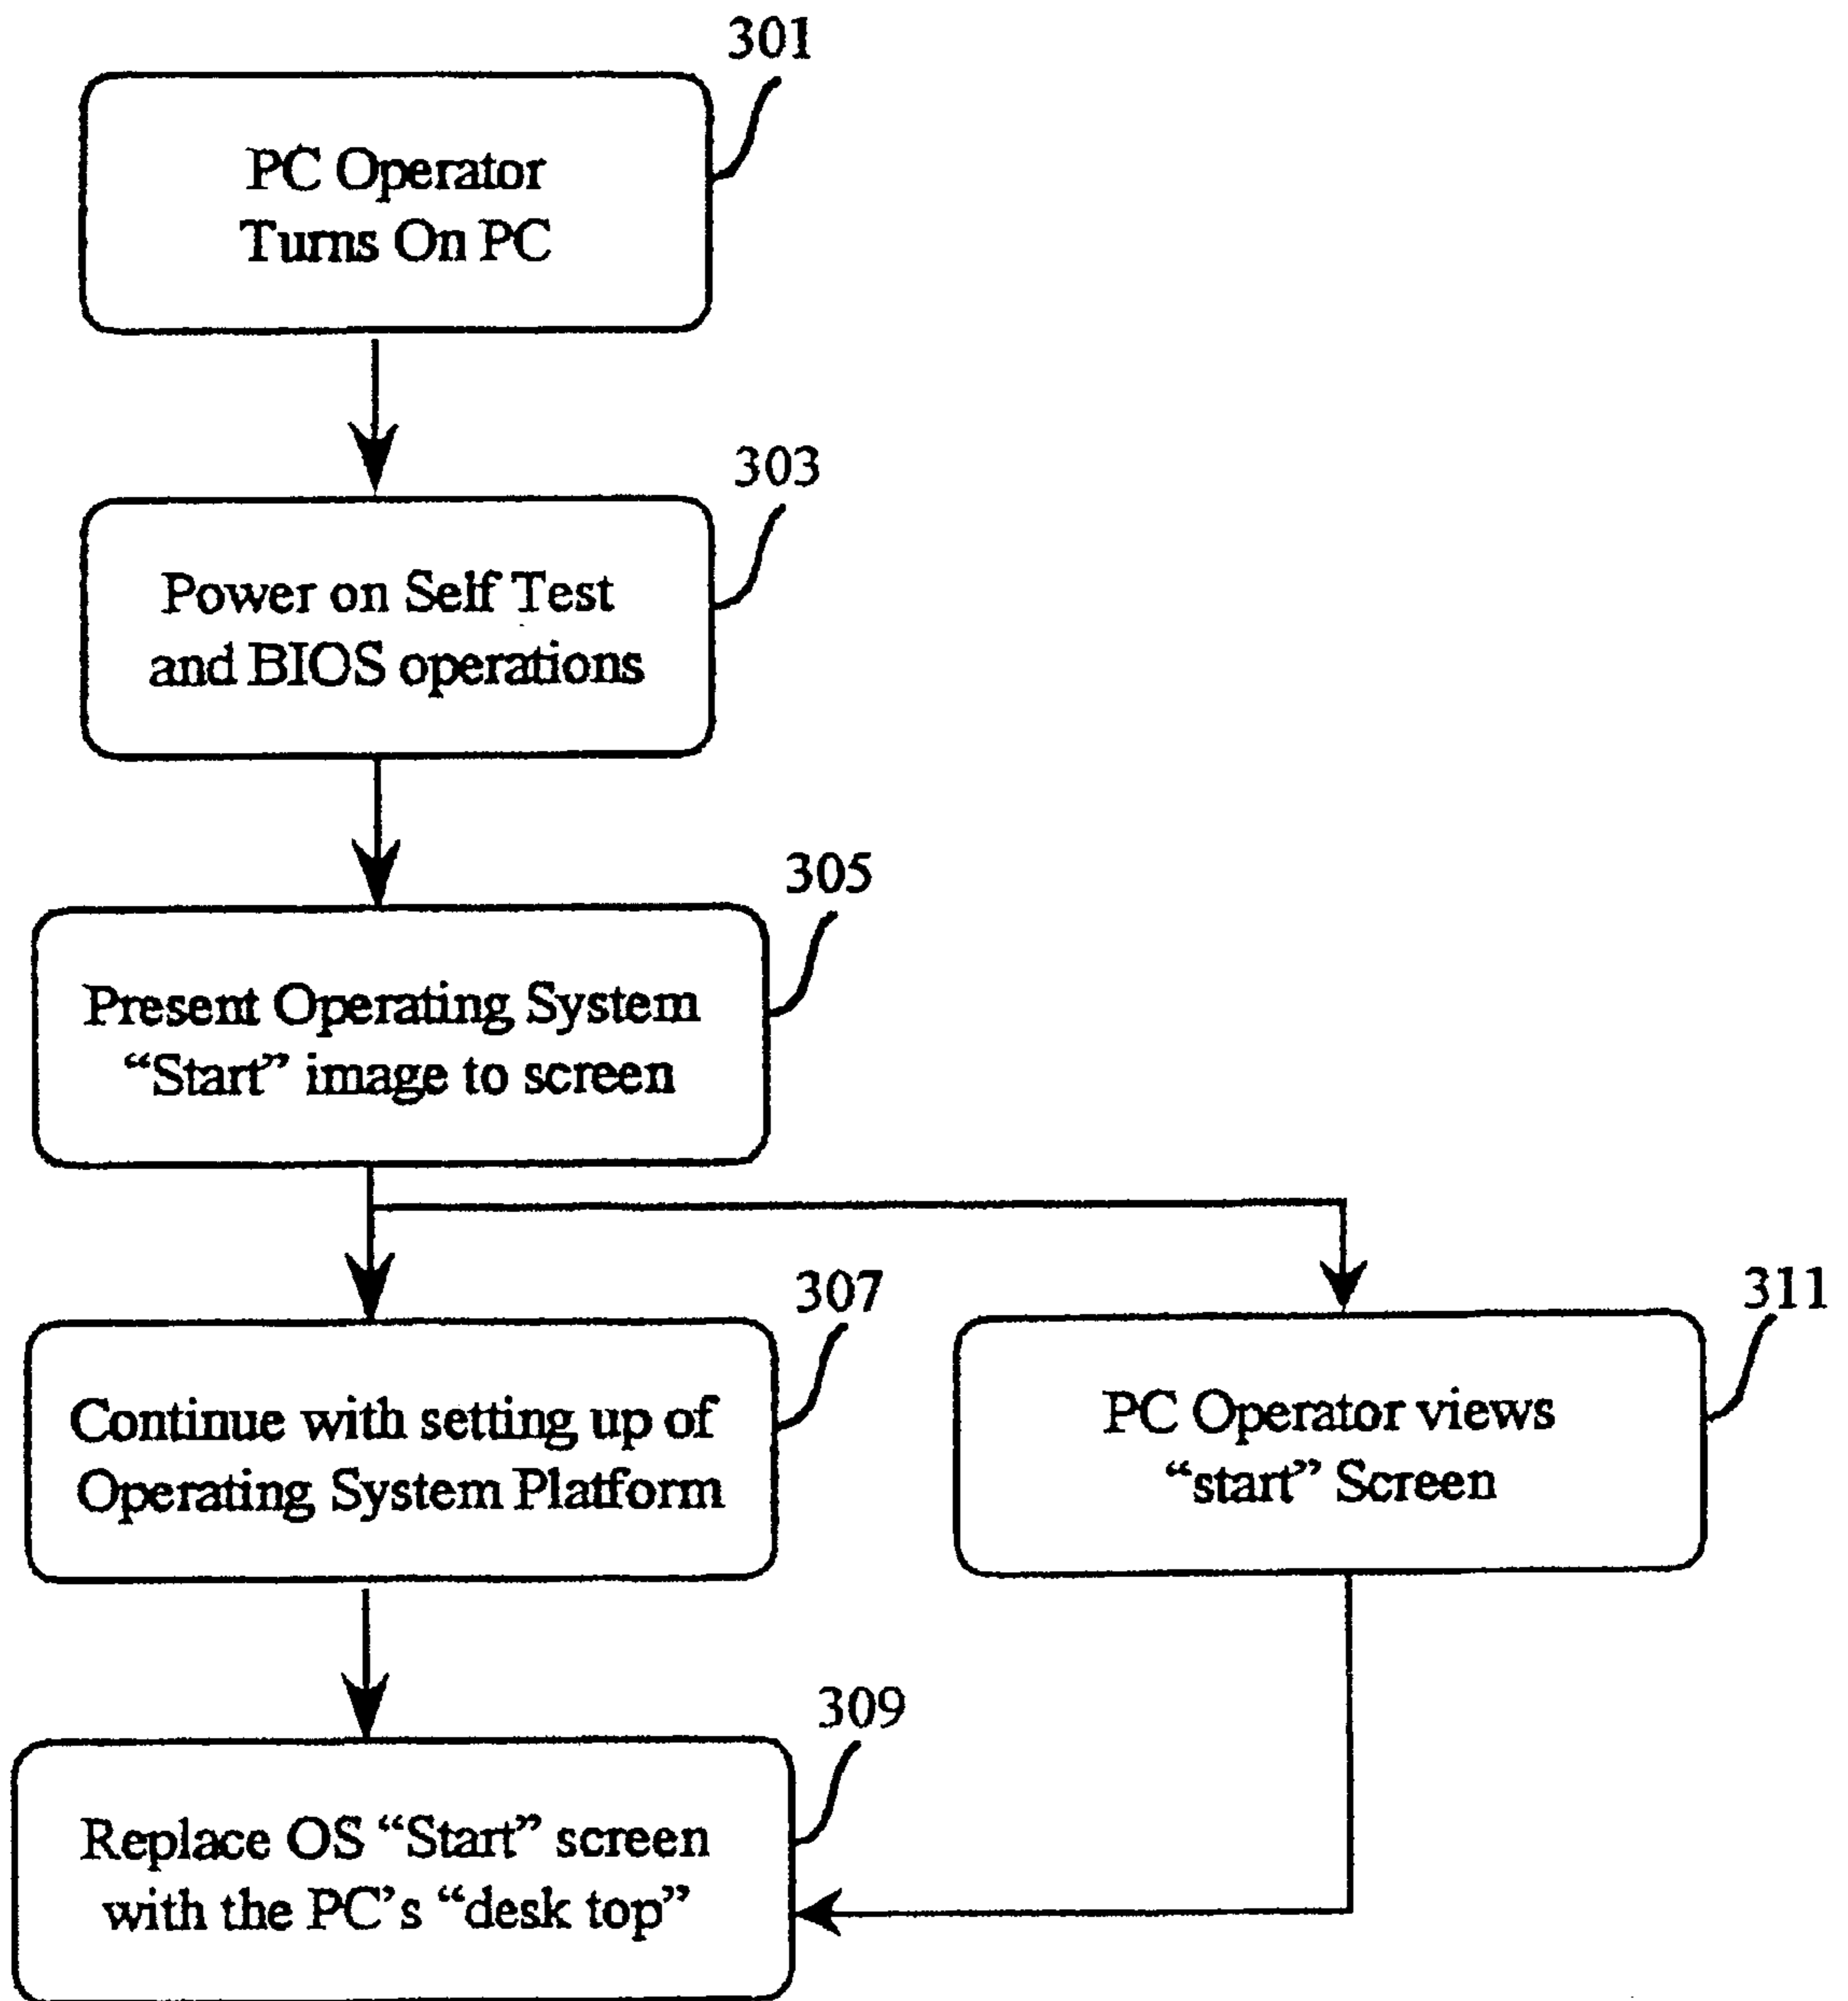 301
PC Operator
Turns On PC
303
Power on Self Test
and BIOS operations
305
Present Operating System
“Start” image to screen
307
Continue with setting up of
Operating System Platform
311
PC Operator views
“start” Screen
309
Replace OS “Start” screen
with the PC’s “desk top”